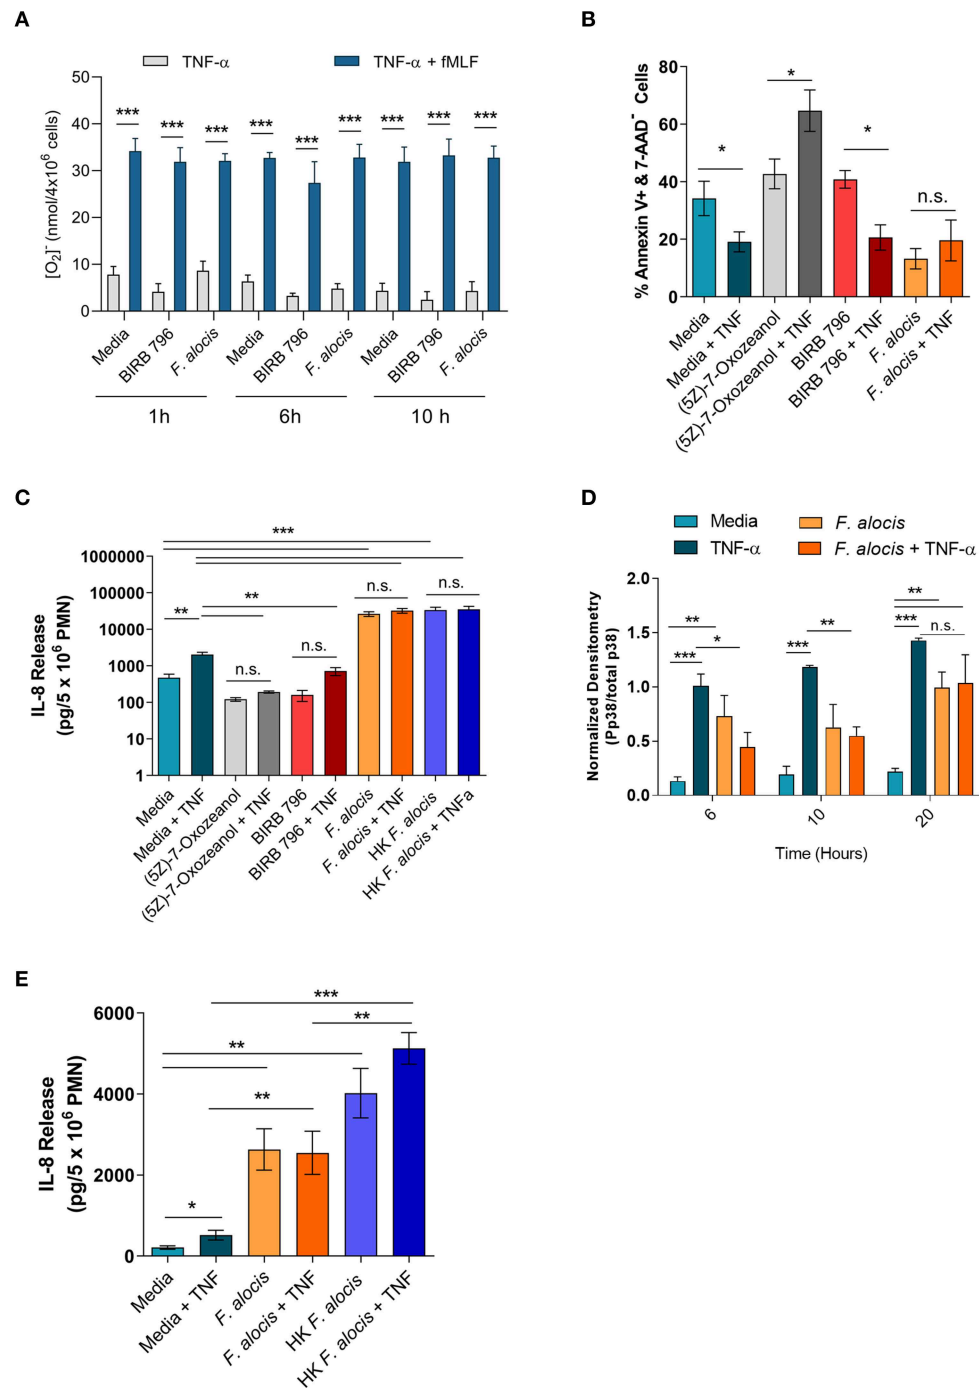 A
TNF-α
TNF-α + fMLF
[O2]- (nmol/4x10^6 cells)
50
40
30
20
10
0
*** *** *** *** *** *** *** *** ***
Media
BIRB 796
F. alocis
Media
BIRB 796
F. alocis
Media
BIRB 796
F. alocis
1h
6h
10 h
B
% Annexin V+ & 7-AAD- Cells
80
60
40
20
0
*
*
*
n.s.
Media
Media + TNF
(5Z)-7-Oxozeanol
(5Z)-7-Oxozeanol + TNF
BIRB 796
BIRB 796 + TNF
F. alocis
F. alocis + TNF
C
IL-8 Release
(pg/5 x 10^6 PMN)
1000000
100000
10000
1000
100
10
1
***
**
**
n.s.
n.s.
n.s.
n.s.
Media
Media + TNF
(5Z)-7-Oxozeanol
(5Z)-7-Oxozeanol + TNF
BIRB 796
BIRB 796 + TNF
F. alocis
F. alocis + TNF
HK F. alocis
HK F. alocis + TNFa
D
Media
F. alocis
TNF-α
F. alocis + TNF-α
Normalized Densitometry
(Pp38/total p38)
2.0
1.5
1.0
0.5
0.0
**
*
***
**
***
**
***
n.s.
6
10
20
Time (Hours)
E
IL-8 Release
(pg/5 x 10^6 PMN)
6000
4000
2000
0
***
**
**
**
*
Media
Media + TNF
F. alocis
F. alocis + TNF
HK F. alocis
HK F. alocis + TNF